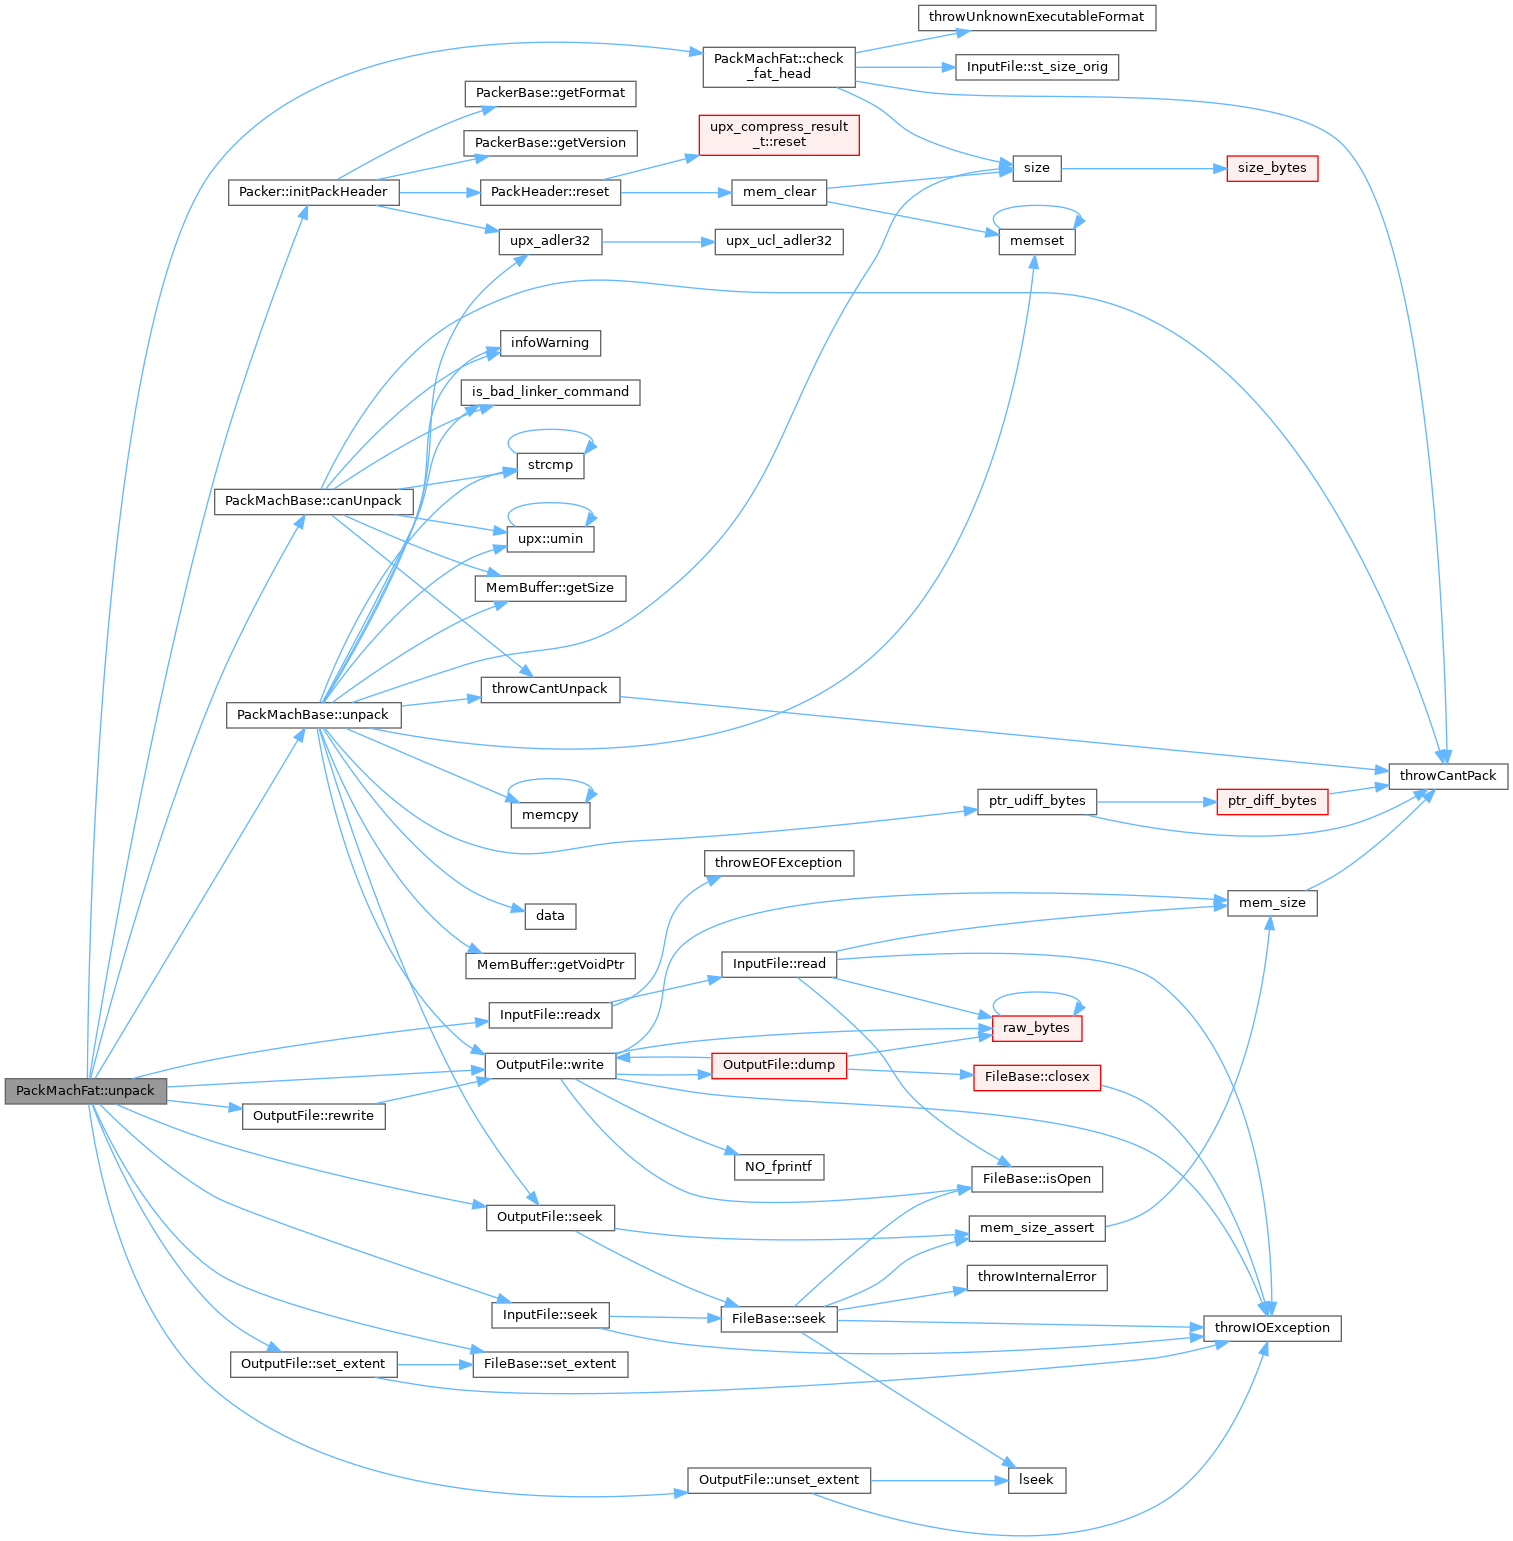 throwUnknownExecutableFormat
PackMachFat::check
_fat_head
InputFile::st_size_orig
PackerBase::getFormat
upx_compress_result
_t::reset
PackerBase::getVersion
size
size_bytes
Packer::initPackHeader
PackHeader::reset
mem_clear
upx_adler32
upx_ucl_adler32
memset
infoWarning
is_bad_linker_command
strcmp
PackMachBase::canUnpack
upx::umin
MemBuffer::getSize
throwCantUnpack
PackMachBase::unpack
throwCantPack
ptr_udiff_bytes
ptr_diff_bytes
memcpy
throwEOFException
mem_size
data
MemBuffer::getVoidPtr
InputFile::read
InputFile::readx
raw_bytes
OutputFile::write
OutputFile::dump
FileBase::closex
PackMachFat::unpack
OutputFile::rewrite
NO_fprintf
FileBase::isOpen
OutputFile::seek
mem_size_assert
throwInternalError
InputFile::seek
FileBase::seek
throwIOException
OutputFile::set_extent
FileBase::set_extent
OutputFile::unset_extent
lseek